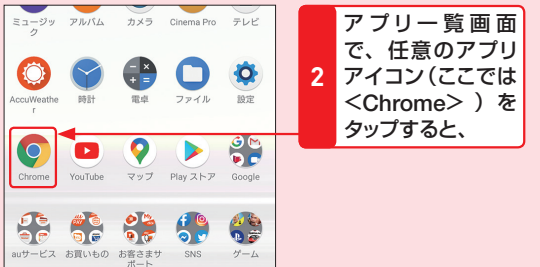 ミュージッ
ク
アルバム
カメラ
Cinema Pro
テレビ
AccuWeathe
r
時計
電卓
ファイル
設定
Chrome
YouTube
マップ
Play ストア
Google
auサービス
お買いもの
お客さまサ
ポート
SNS
ゲーム
2
アプリ一覧画面
で、任意のアプリ
アイコン（ここでは
<Chrome>）を
タップすると、